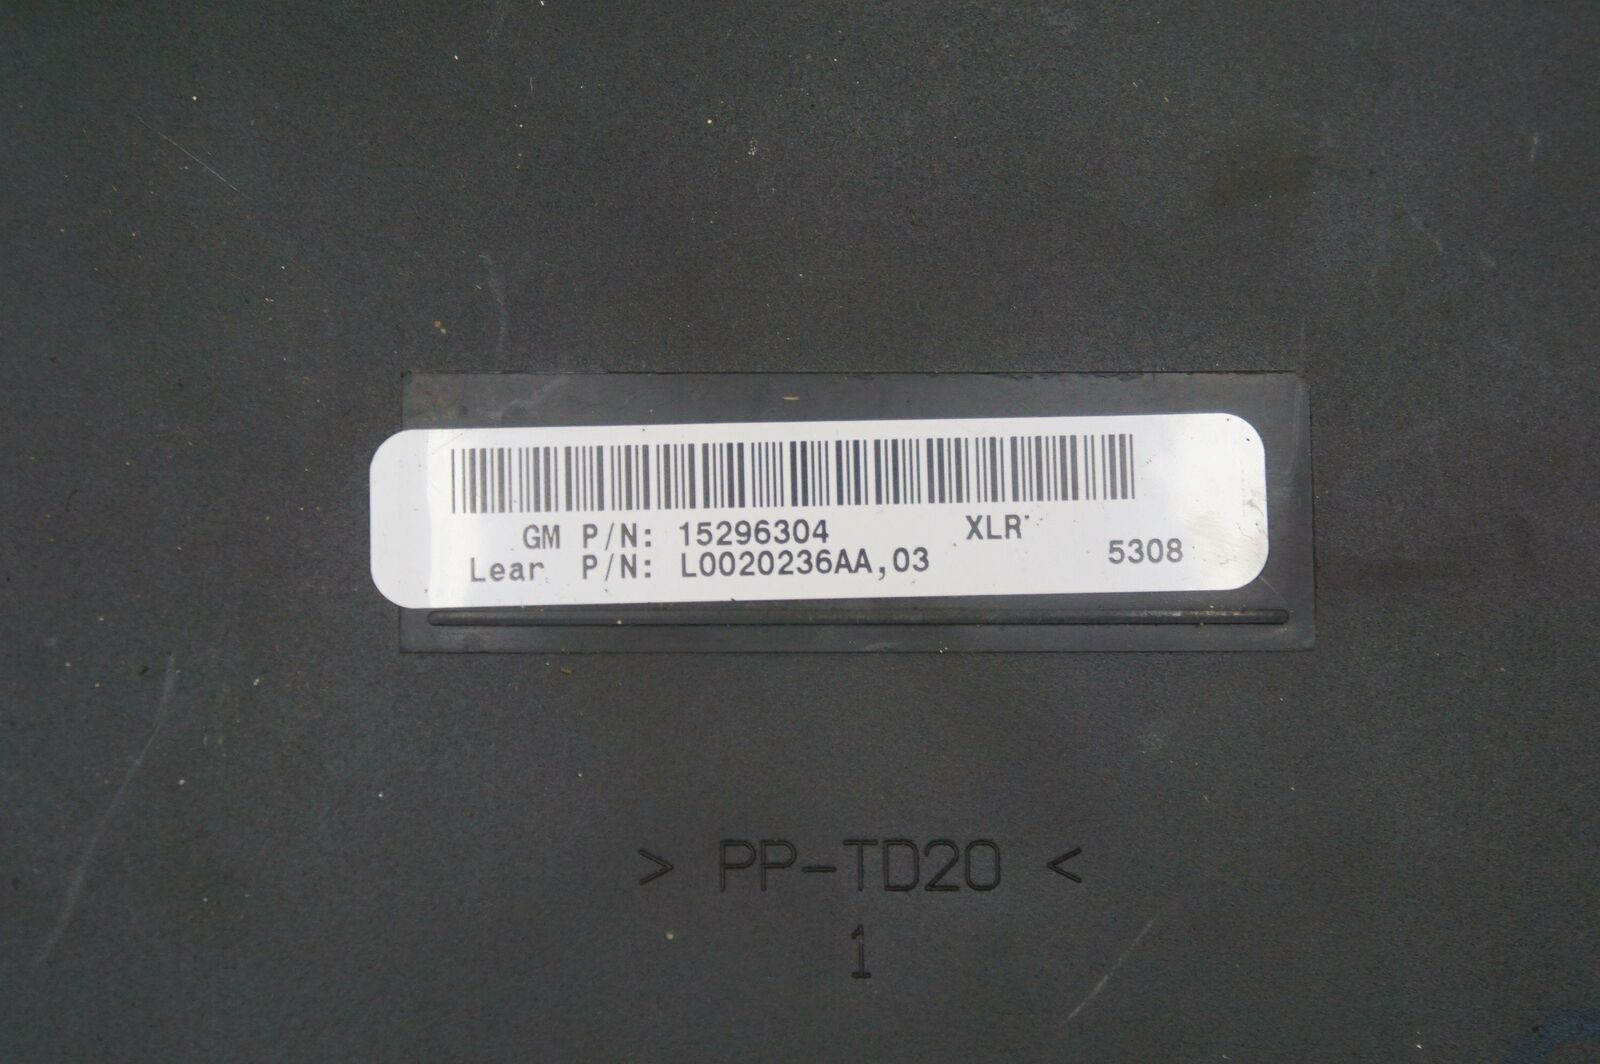 GM P/N: 15296304 XLR
Lear P/N: L0020236AA,03 5308
> PP-TD20 <
1